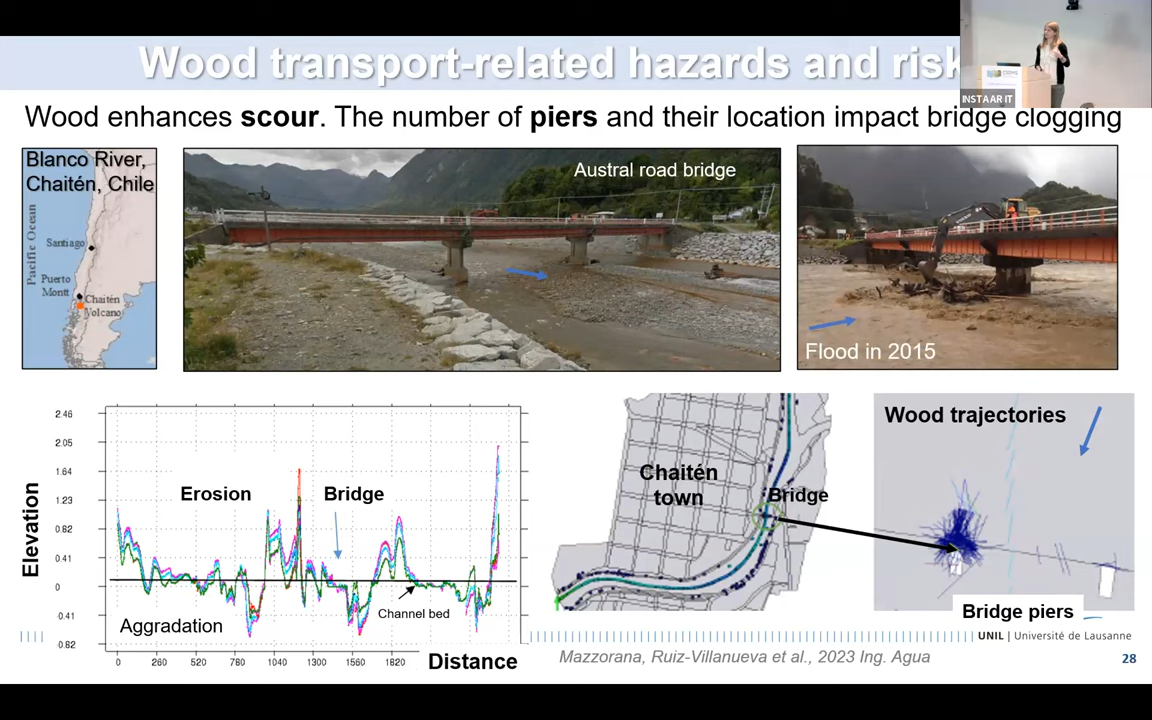 Wood transport-related hazards and risk
INSTAAR IT
Wood enhances scour. The number of piers and their location impact bridge clogging
Blanco River,
Chaitén, Chile
Pacific Ocean
Santiago
Puerto
Montt
Chaitén
Volcano
Austral road bridge
Flood in 2015
Elevation
2.46
2.05
1.64
1.23
0.82
0.41
0
0.41
0.82
Erosion
Bridge
Aggradation
Channel bed
0 260 520 780 1040 1300 1560 1820
Distance
Chaitén
town
Bridge
Wood trajectories
Bridge piers
UNIL | Université de Lausanne
Mazzorana, Ruiz-Villanueva et al., 2023 Ing. Agua
28